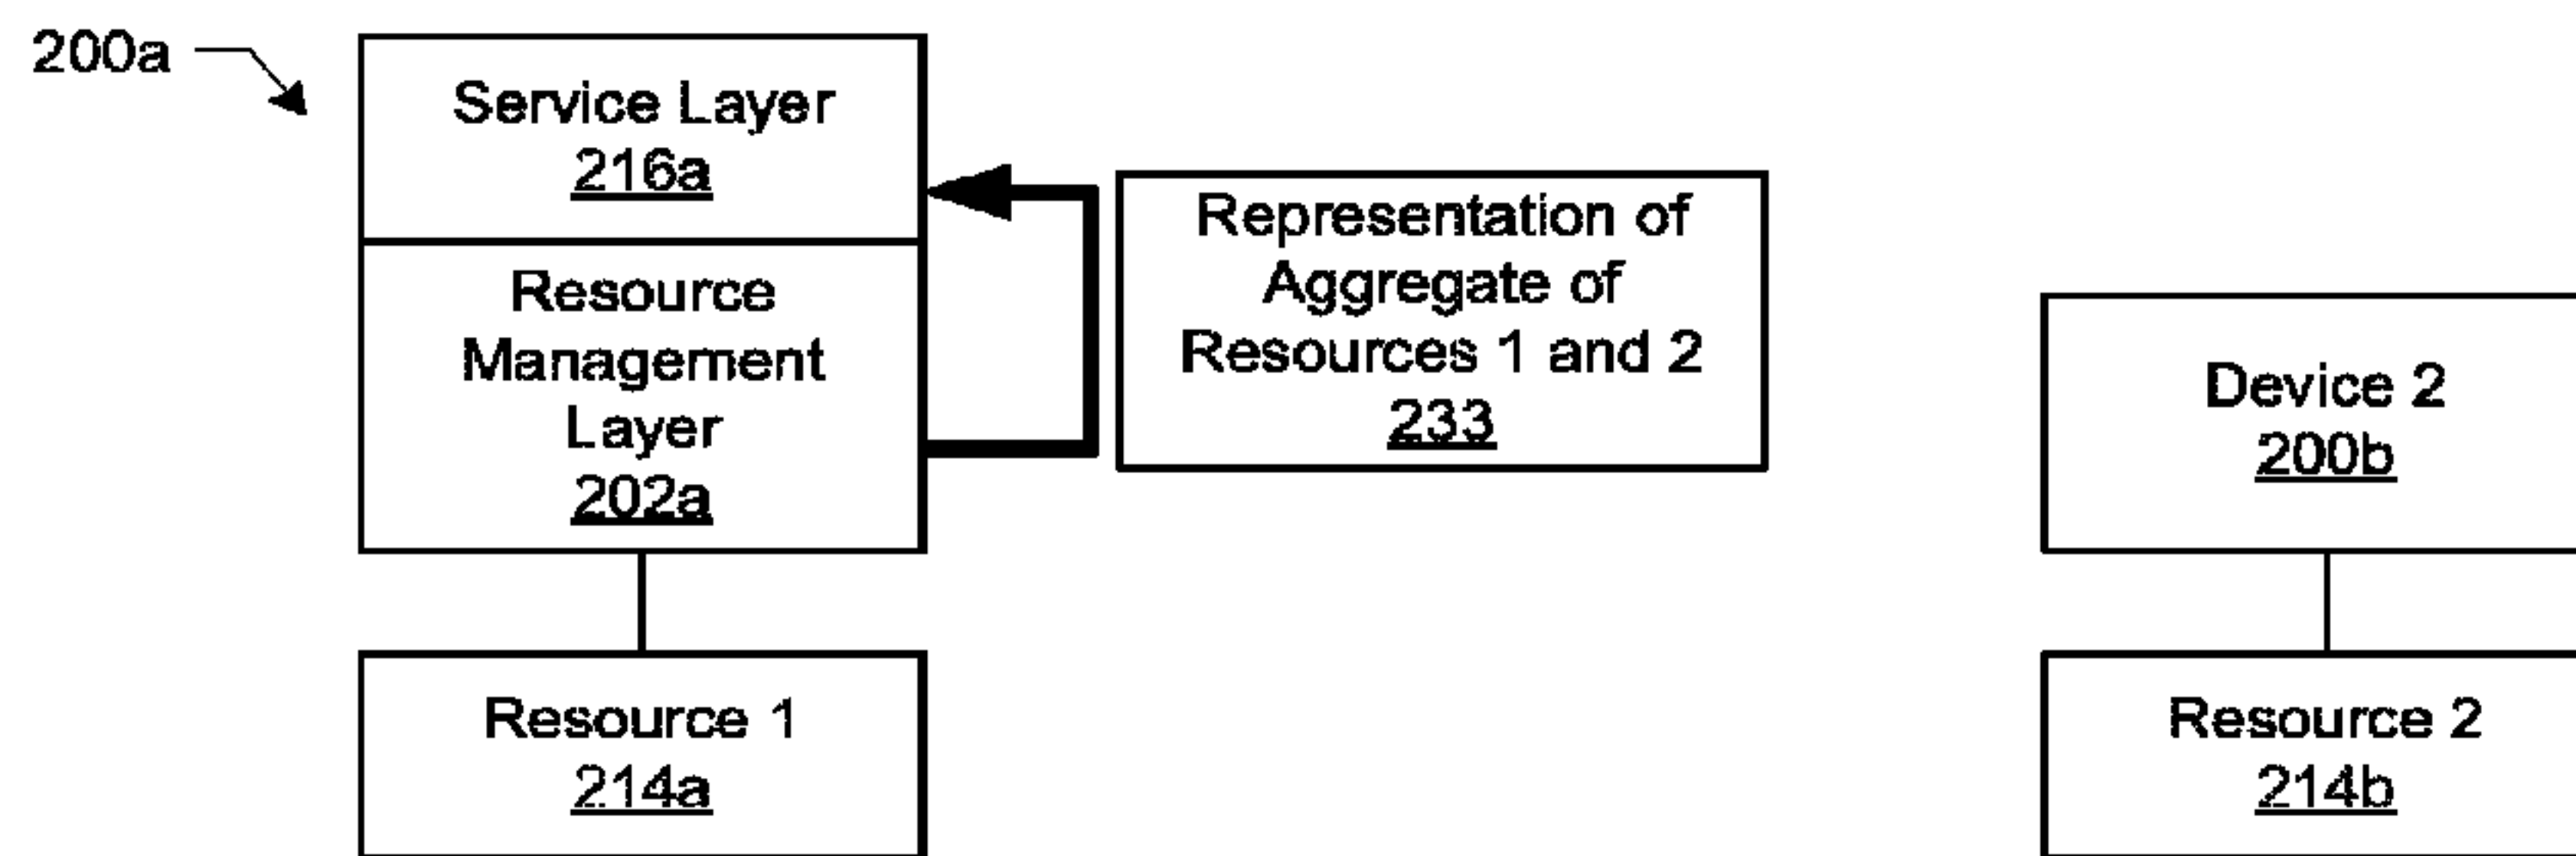 200a
Service Layer
216a
Resource
Management
Layer
202a
Representation of
Aggregate of
Resources 1 and 2
233
Device 2
200b
Resource 1
214a
Resource 2
214b